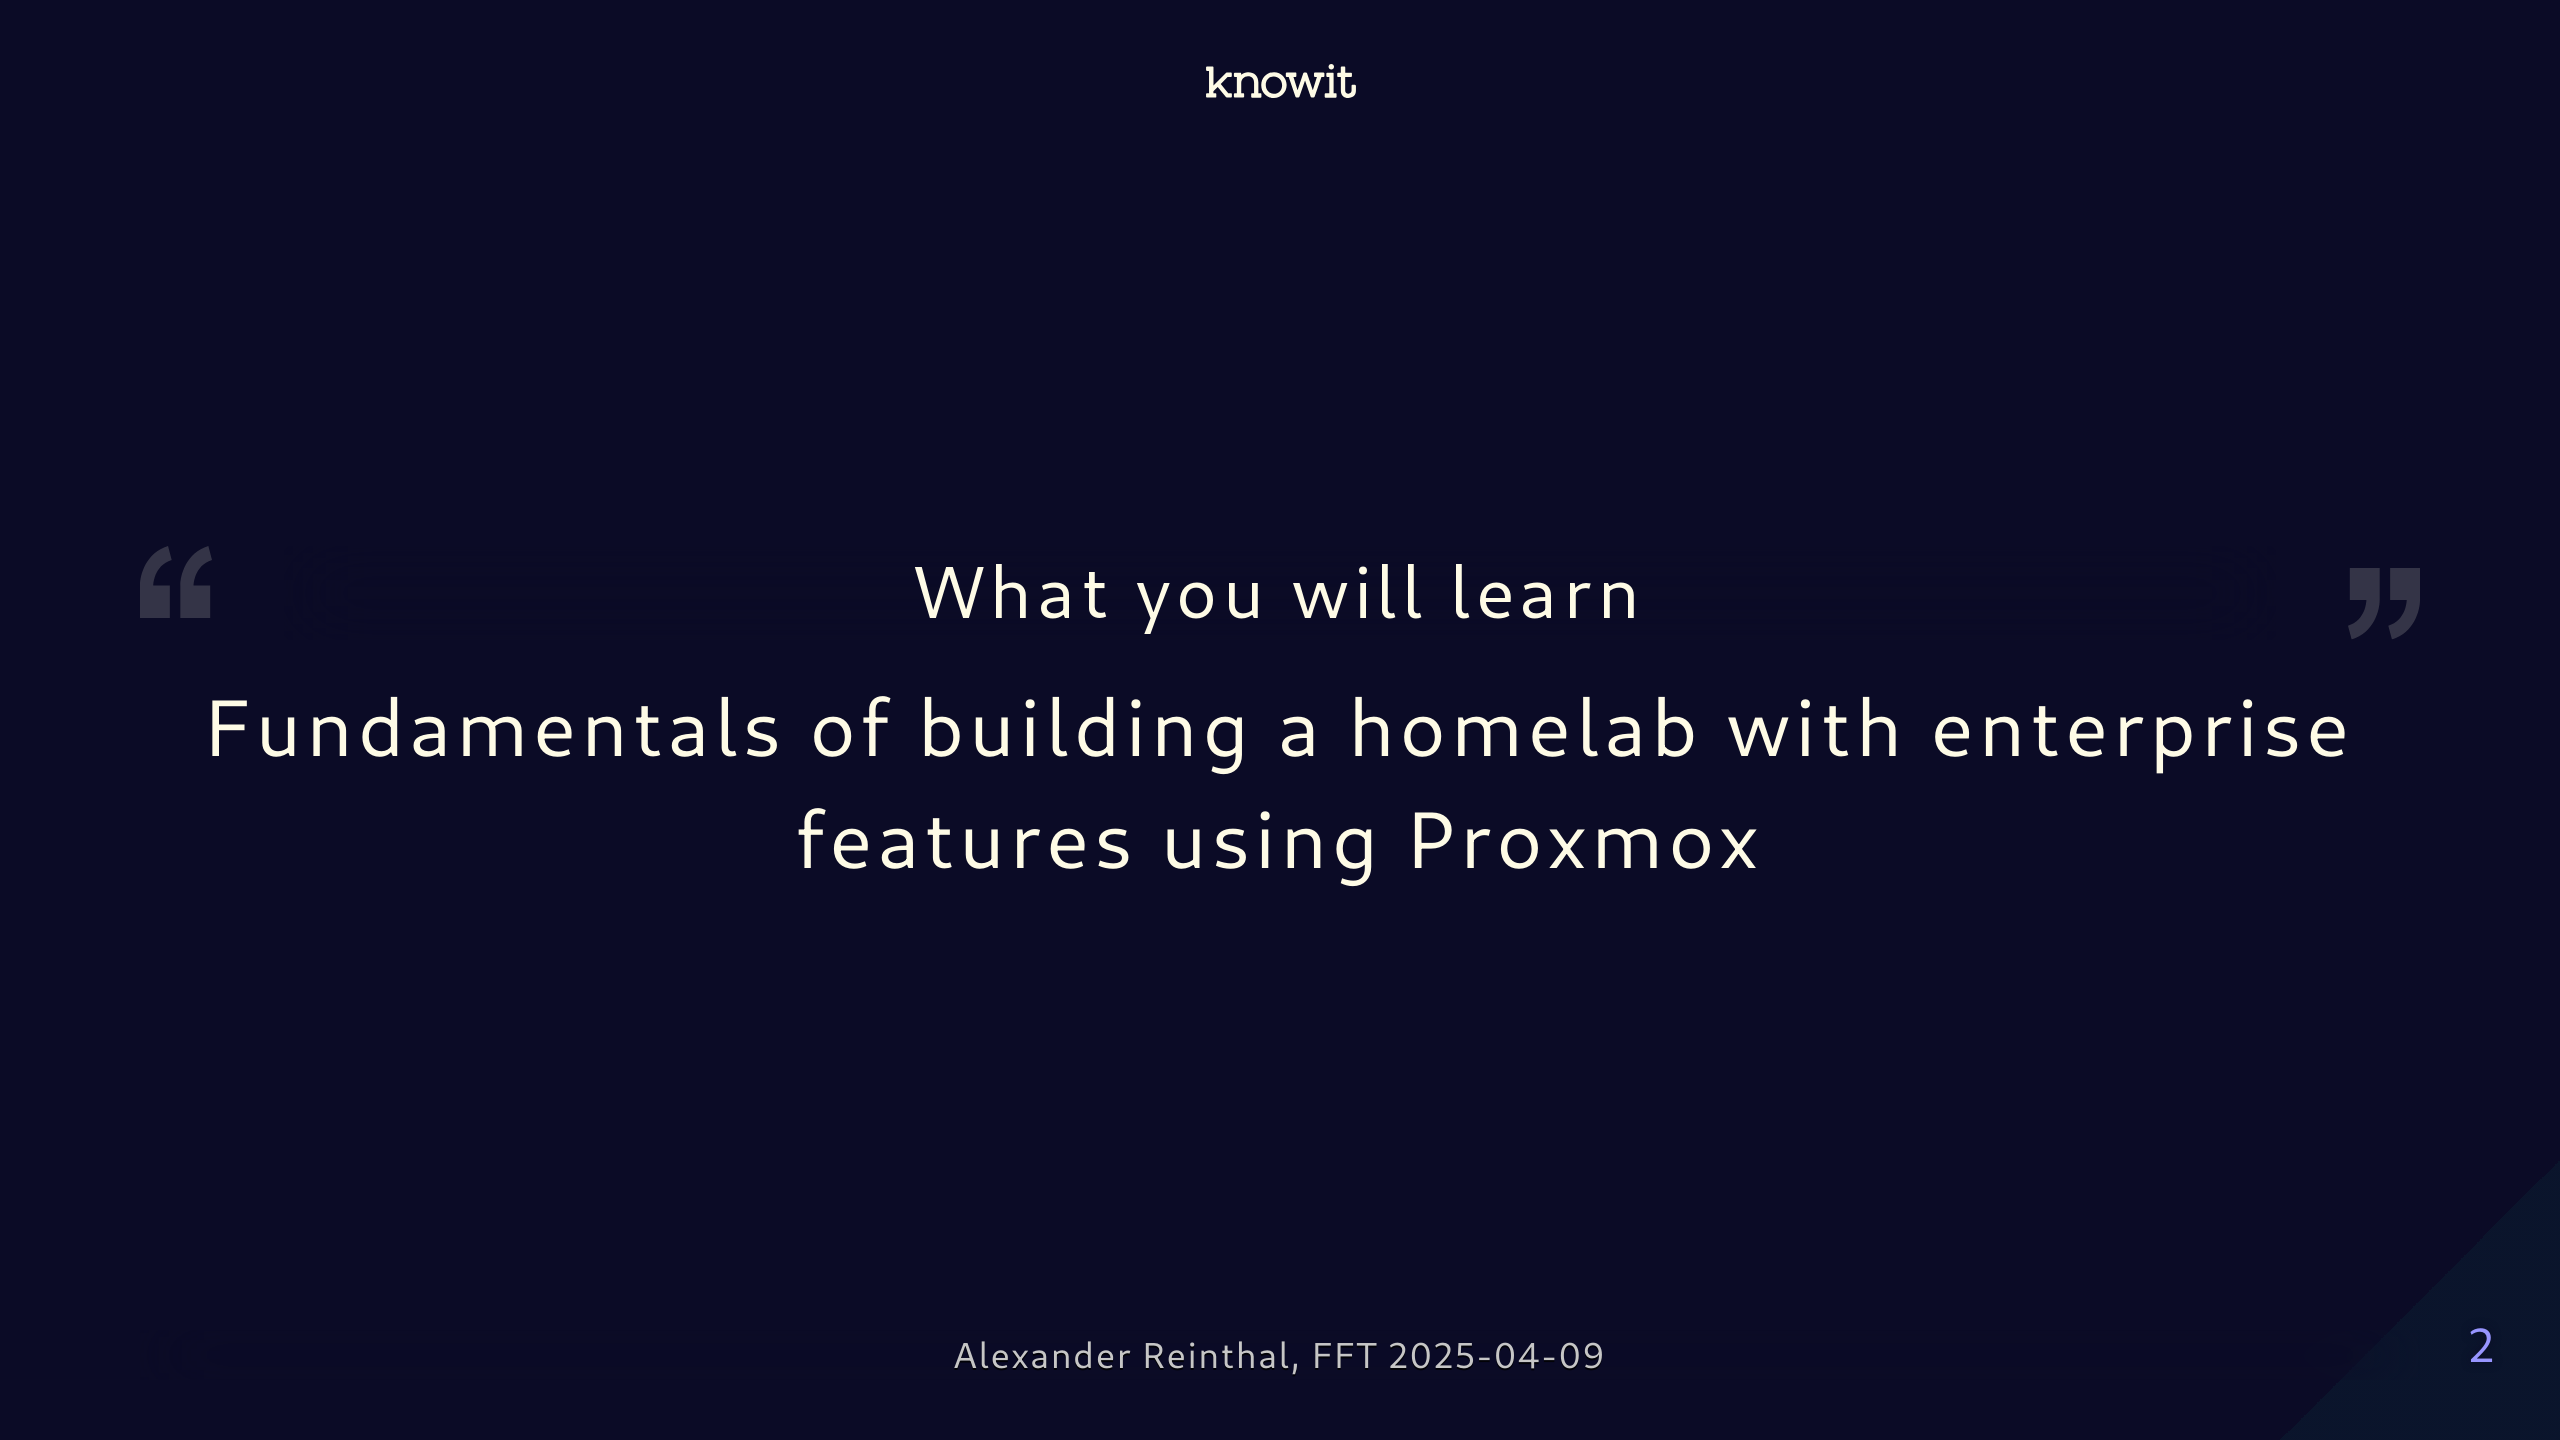 knowit
“ What you will learn ”
Fundamentals of building a homelab with enterprise
features using Proxmox
Alexander Reinthal, FFT 2025-04-09
2